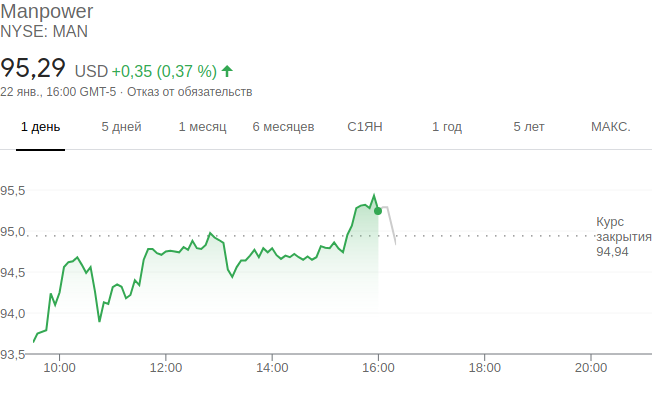 Manpower
NYSE: MAN
95,29 USD +0,35 (0,37 %)
22 янв., 16:00 GMT-5 · Отказ от обязательств
1 день 5 дней 1 месяц 6 месяцев С1ЯН 1 год 5 лет МАКС.
95,5
95,0
94,5
94,0
93,5
Курс
закрытия
94,94
10:00 12:00 14:00 16:00 18:00 20:00